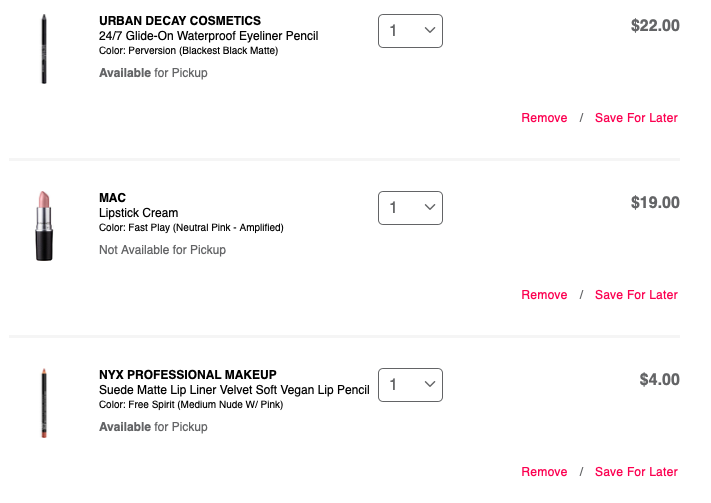 URBAN DECAY COSMETICS
24/7 Glide-On Waterproof Eyeliner Pencil
Color: Perversion (Blackest Black Matte)
Available for Pickup
1
$22.00
Remove / Save For Later
MAC
Lipstick Cream
Color: Fast Play (Neutral Pink - Amplified)
Not Available for Pickup
1
$19.00
Remove / Save For Later
NYX PROFESSIONAL MAKEUP
Suede Matte Lip Liner Velvet Soft Vegan Lip Pencil
Color: Free Spirit (Medium Nude W/ Pink)
Available for Pickup
1
$4.00
Remove / Save For Later